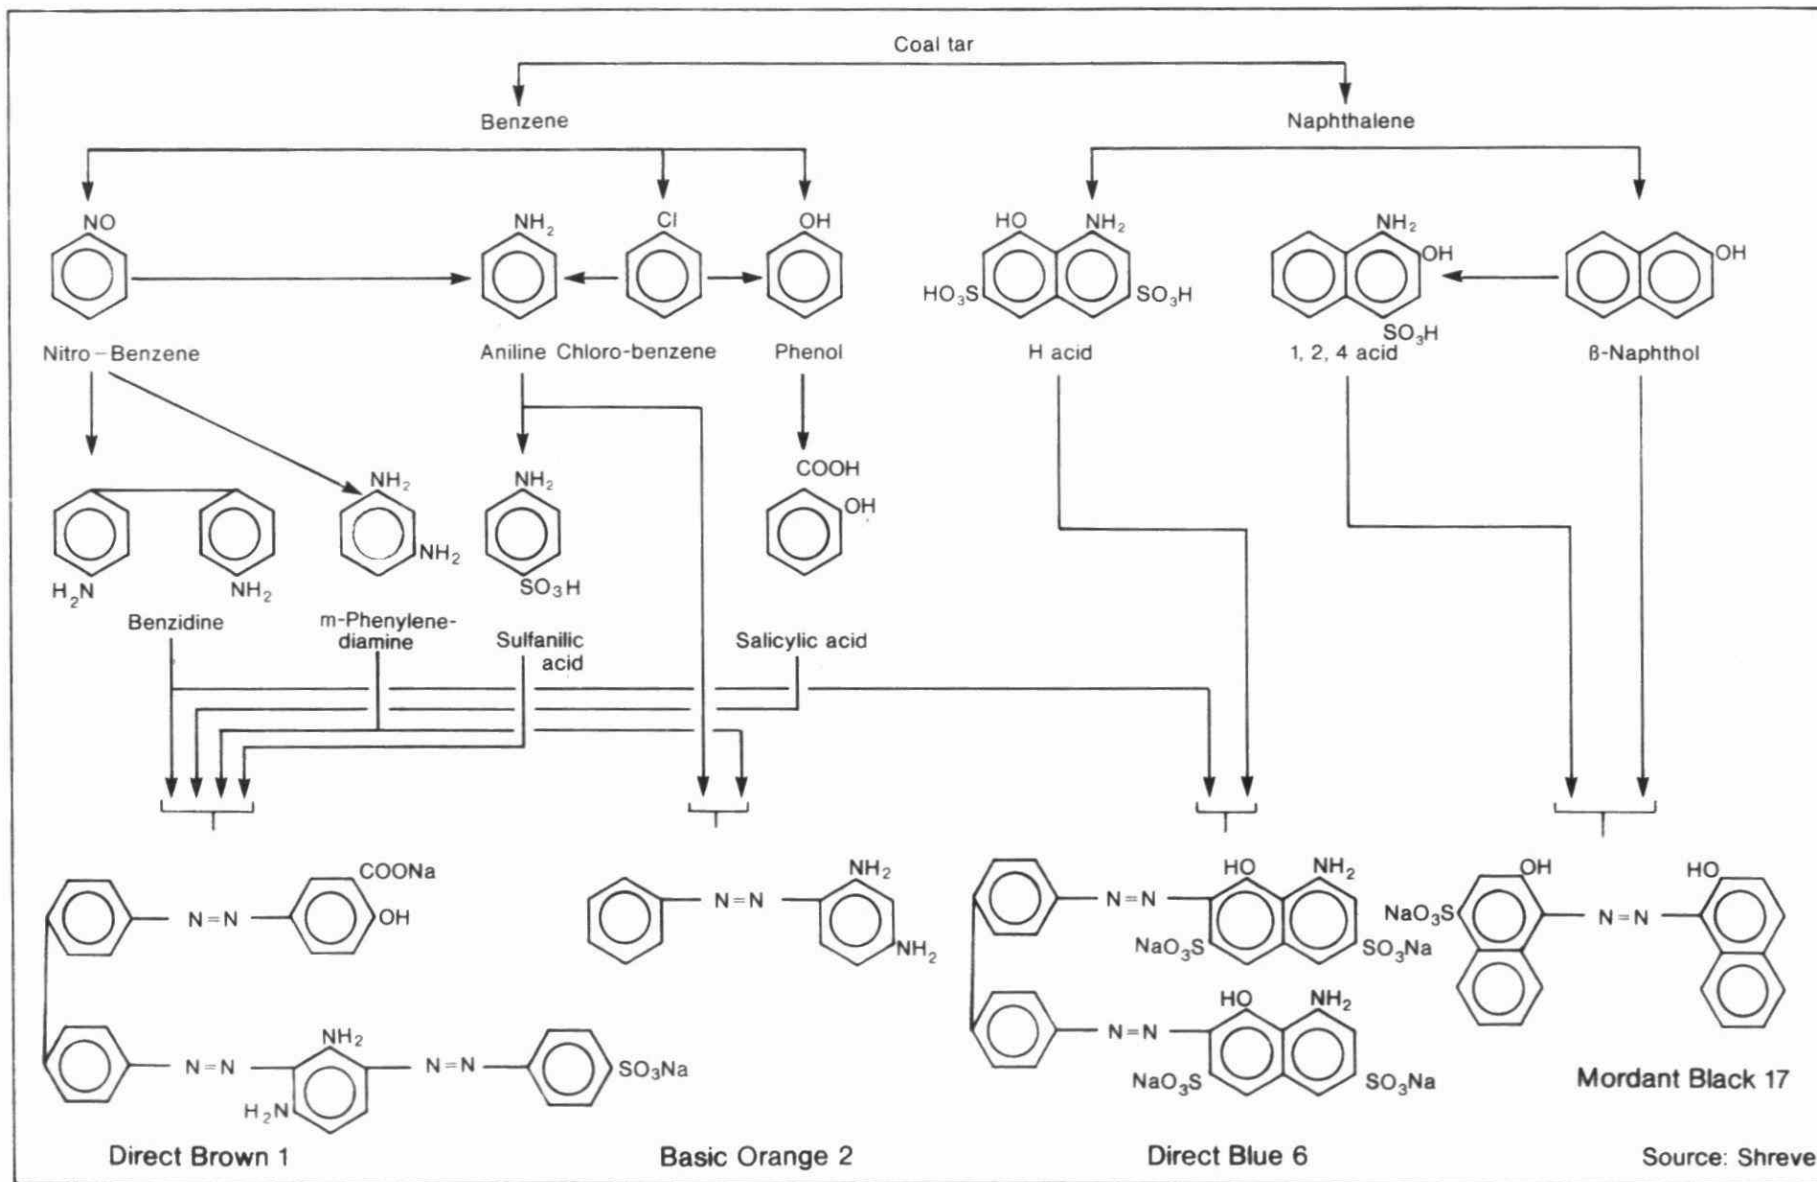 Coal tar
Benzene
Naphthalene
NO
NH₂
Cl
OH
HO
NH₂
HO₃S
SO₃H
NH₂
OH
SO₃H
OH
Nitro-Benzene
Aniline
Chloro-benzene
Phenol
H acid
1, 2, 4 acid
β-Naphthol
H₂N
NH₂
NH₂
NH₂
NH₂
SO₃H
COOH
OH
Benzidine
m-Phenylene-
diamine
Sulfanilic
acid
Salicylic acid
N=N
COONa
OH
N=N
NH₂
H₂N
N=N
SO₃Na
Direct Brown 1
N=N
NH₂
NH₂
Basic Orange 2
N=N
HO
NH₂
NaO₃S
SO₃Na
N=N
HO
NH₂
NaO₃S
SO₃Na
Direct Blue 6
OH
NaO₃S
N=N
HO
Mordant Black 17
Source: Shreve